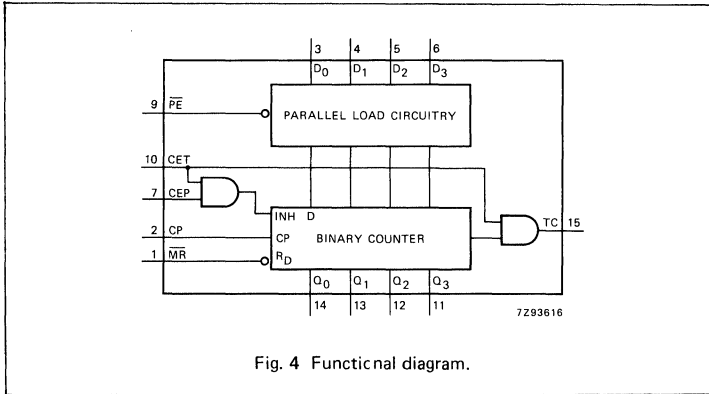 3 4 5 6
D0 D1 D2 D3
9 PE
PARALLEL LOAD CIRCUITRY
10 CET
7 CEP
INH D
TC 15
2 CP
CP BINARY COUNTER
1 MR
RD
Q0 Q1 Q2 Q3
14 13 12 11
7Z93616
Fig. 4 Functicnal diagram.